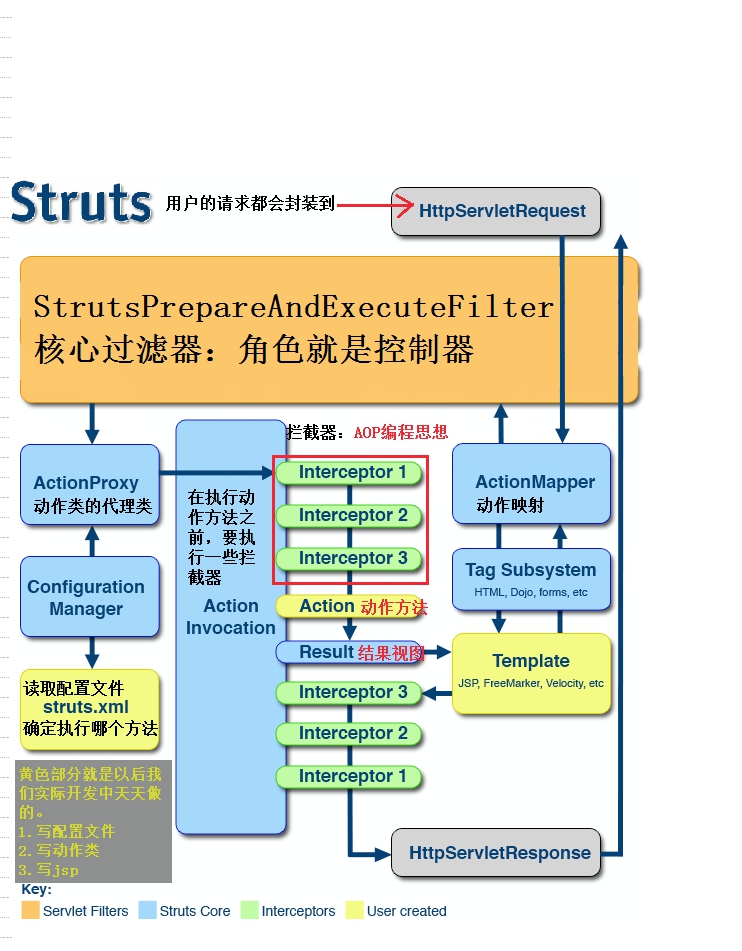 Struts
用户的请求都会封装到
HttpServletRequest
StrutsPrepareAndExecuteFilter
核心过滤器：角色就是控制器
拦截器：AOP编程思想
ActionProxy
动作类的代理类
在执行动
作方法之
前，要执
行一些拦
截器
Interceptor 1
Interceptor 2
Interceptor 3
ActionMapper
动作映射
Configuration
Manager
Action
Invocation
Action 动作方法
Tag Subsystem
HTML, Dojo, forms, etc
Result 结果视图
Template
JSP, FreeMarker, Velocity, etc
读取配置文件
struts.xml
确定执行哪个方法
Interceptor 3
Interceptor 2
Interceptor 1
黄色部分就是以后我
们实际开发中天天做
的。
1.写配置文件
2.写动作类
3.写jsp
HttpServletResponse
Key:
Servlet Filters
Struts Core
Interceptors
User created